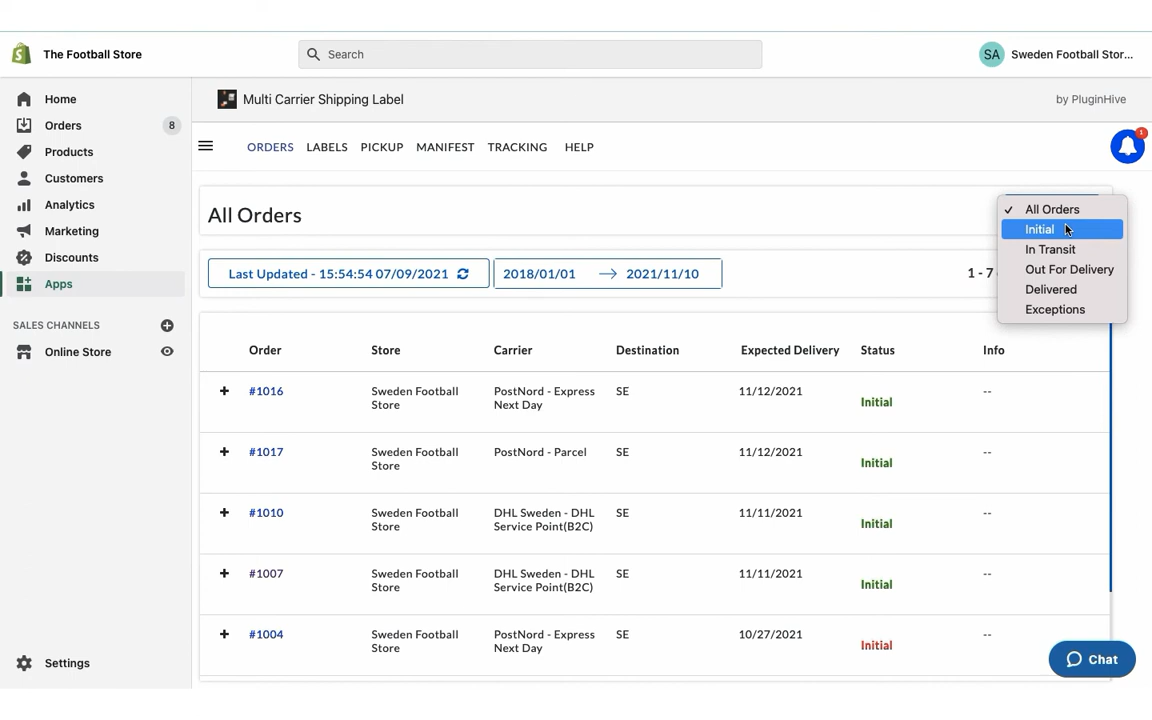 The Football Store
Search
SA
Sweden Football Stor...
Home
Orders
8
Products
Customers
Analytics
Marketing
Discounts
Apps
SALES CHANNELS
Online Store
Settings
Multi Carrier Shipping Label
by PluginHive
ORDERS LABELS PICKUP MANIFEST TRACKING HELP
1
All Orders
✓ All Orders
Initial
In Transit
Out For Delivery
Delivered
Exceptions
Last Updated - 15:54:54 07/09/2021
2018/01/01 → 2021/11/10
1 - 7
Order Store Carrier Destination Expected Delivery Status Info
+ #1016 Sweden Football PostNord - Express SE 11/12/2021 Initial --
Store Next Day
+ #1017 Sweden Football PostNord - Parcel SE 11/12/2021 Initial --
Store
+ #1010 Sweden Football DHL Sweden - DHL SE 11/11/2021 Initial --
Store Service Point(B2C)
+ #1007 Sweden Football DHL Sweden - DHL SE 11/11/2021 Initial --
Store Service Point(B2C)
+ #1004 Sweden Football PostNord - Express SE 10/27/2021 Initial --
Store Next Day
Chat